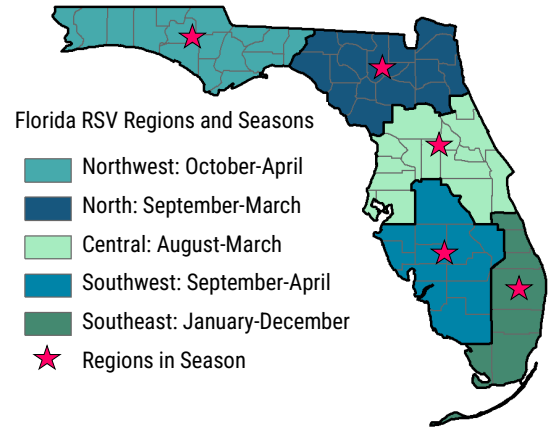 Florida RSV Regions and Seasons
Northwest: October-April
North: September-March
Central: August-March
Southwest: September-April
Southeast: January-December
Regions in Season